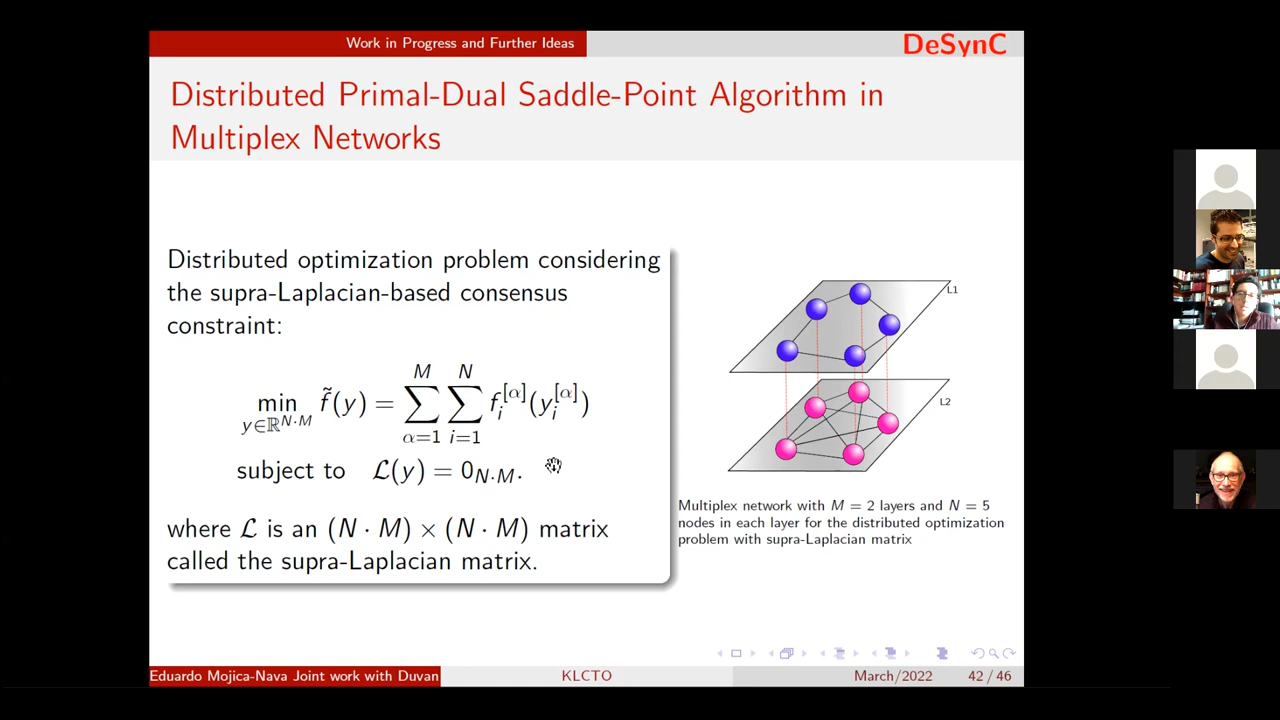 Work in Progress and Further Ideas
DeSynC
Distributed Primal-Dual Saddle-Point Algorithm in
Multiplex Networks
Distributed optimization problem considering
the supra-Laplacian-based consensus
constraint:
min_{y∈ℝ^{N·M}} f̃(y) = ∑_{α=1}^{M} ∑_{i=1}^{N} f_i^{[α]}(y_i^{[α]})
subject to ℒ(y) = 0_{N·M}.
where ℒ is an (N · M) × (N · M) matrix
called the supra-Laplacian matrix.
L1
L2
Multiplex network with M = 2 layers and N = 5
nodes in each layer for the distributed optimization
problem with supra-Laplacian matrix
Eduardo Mojica-Nava Joint work with Duvan
KLCTO
March/2022
42 / 46